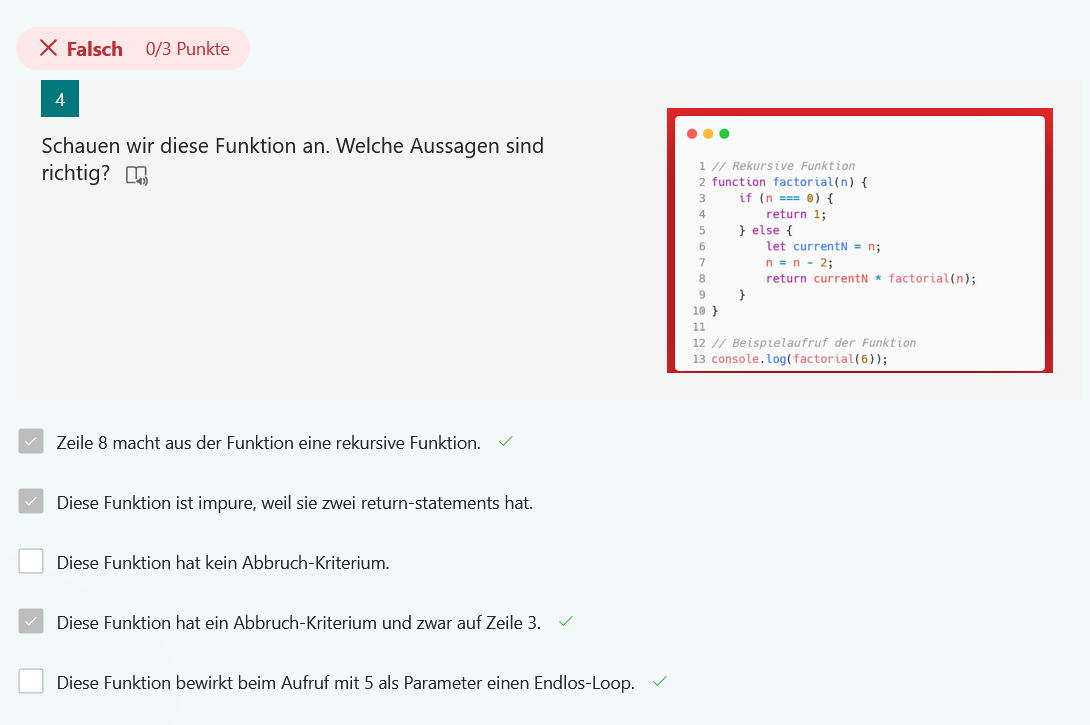 Falsch 0/3 Punkte
4
Schauen wir diese Funktion an. Welche Aussagen sind
richtig?
1 // Rekursive Funktion
2 function factorial(n) {
3     if (n === 0) {
4         return 1;
5     } else {
6         let currentN = n;
7         n = n - 2;
8         return currentN * factorial(n);
9     }
10 }
11
12 // Beispielaufruf der Funktion
13 console.log(factorial(6));
Zeile 8 macht aus der Funktion eine rekursive Funktion.
Diese Funktion ist impure, weil sie zwei return-statements hat.
Diese Funktion hat kein Abbruch-Kriterium.
Diese Funktion hat ein Abbruch-Kriterium und zwar auf Zeile 3.
Diese Funktion bewirkt beim Aufruf mit 5 als Parameter einen Endlos-Loop.